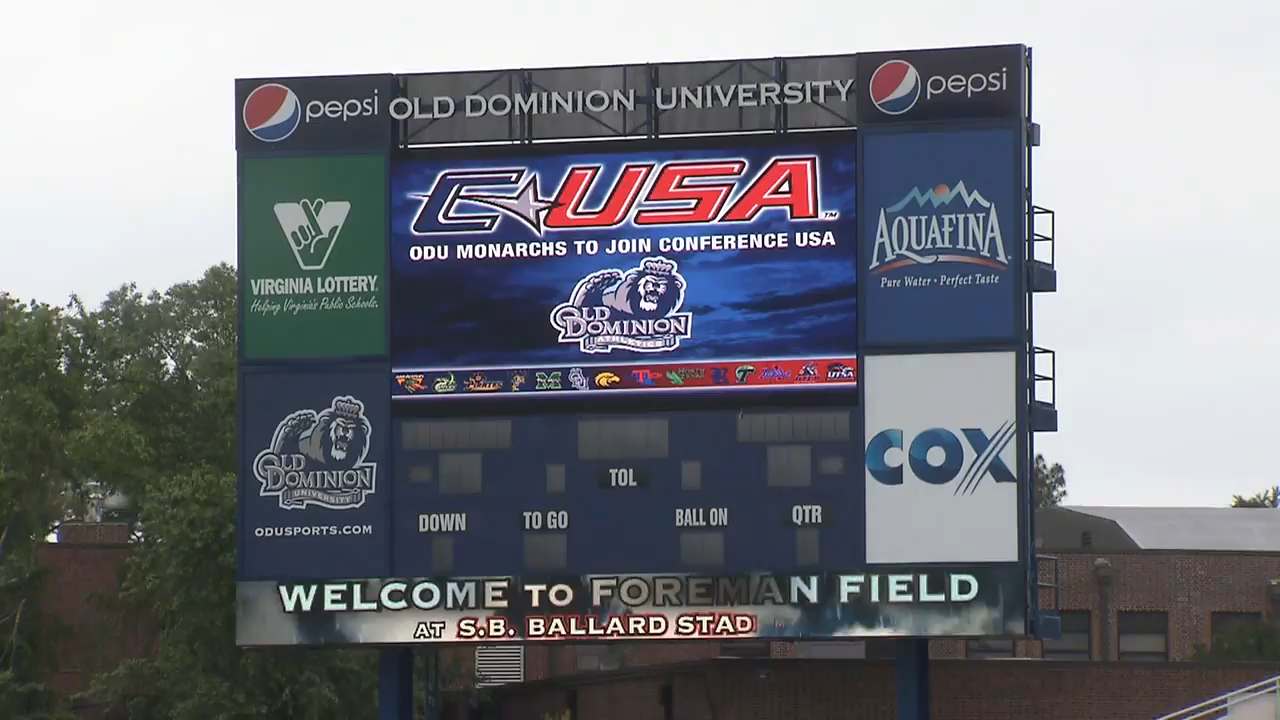 pepsi OLD DOMINION UNIVERSITY pepsi
C USA TM
ODU MONARCHS TO JOIN CONFERENCE USA
OLD DOMINION
ATHLETICS
VIRGINIA LOTTERY
Helping Virginia's Public Schools.
AQUAFINA
Pure Water • Perfect Taste
OLD DOMINION
UNIVERSITY
ODUSPORTS.COM
COX
TOL
DOWN TO GO BALL ON QTR
WELCOME TO FOREMAN FIELD
AT S.B. BALLARD STAD